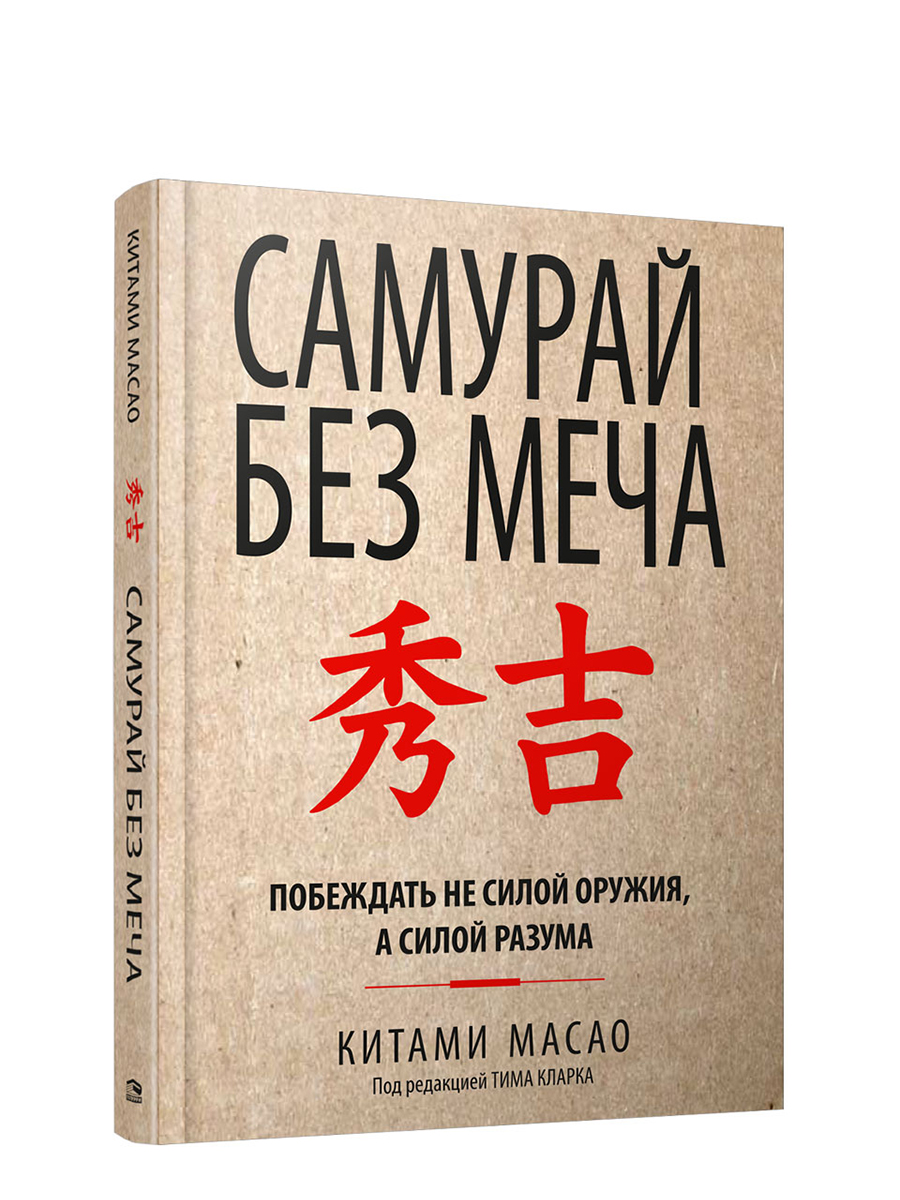 САМУРАЙ
БЕЗ МЕЧА
秀吉
ПОБЕЖДАТЬ НЕ СИЛОЙ ОРУЖИЯ,
А СИЛОЙ РАЗУМА
КИТАМИ МАСАО
Под редакцией ТИМА КЛАРКА
КИТАМИ МАСАО 秀吉 САМУРАЙ БЕЗ МЕЧА